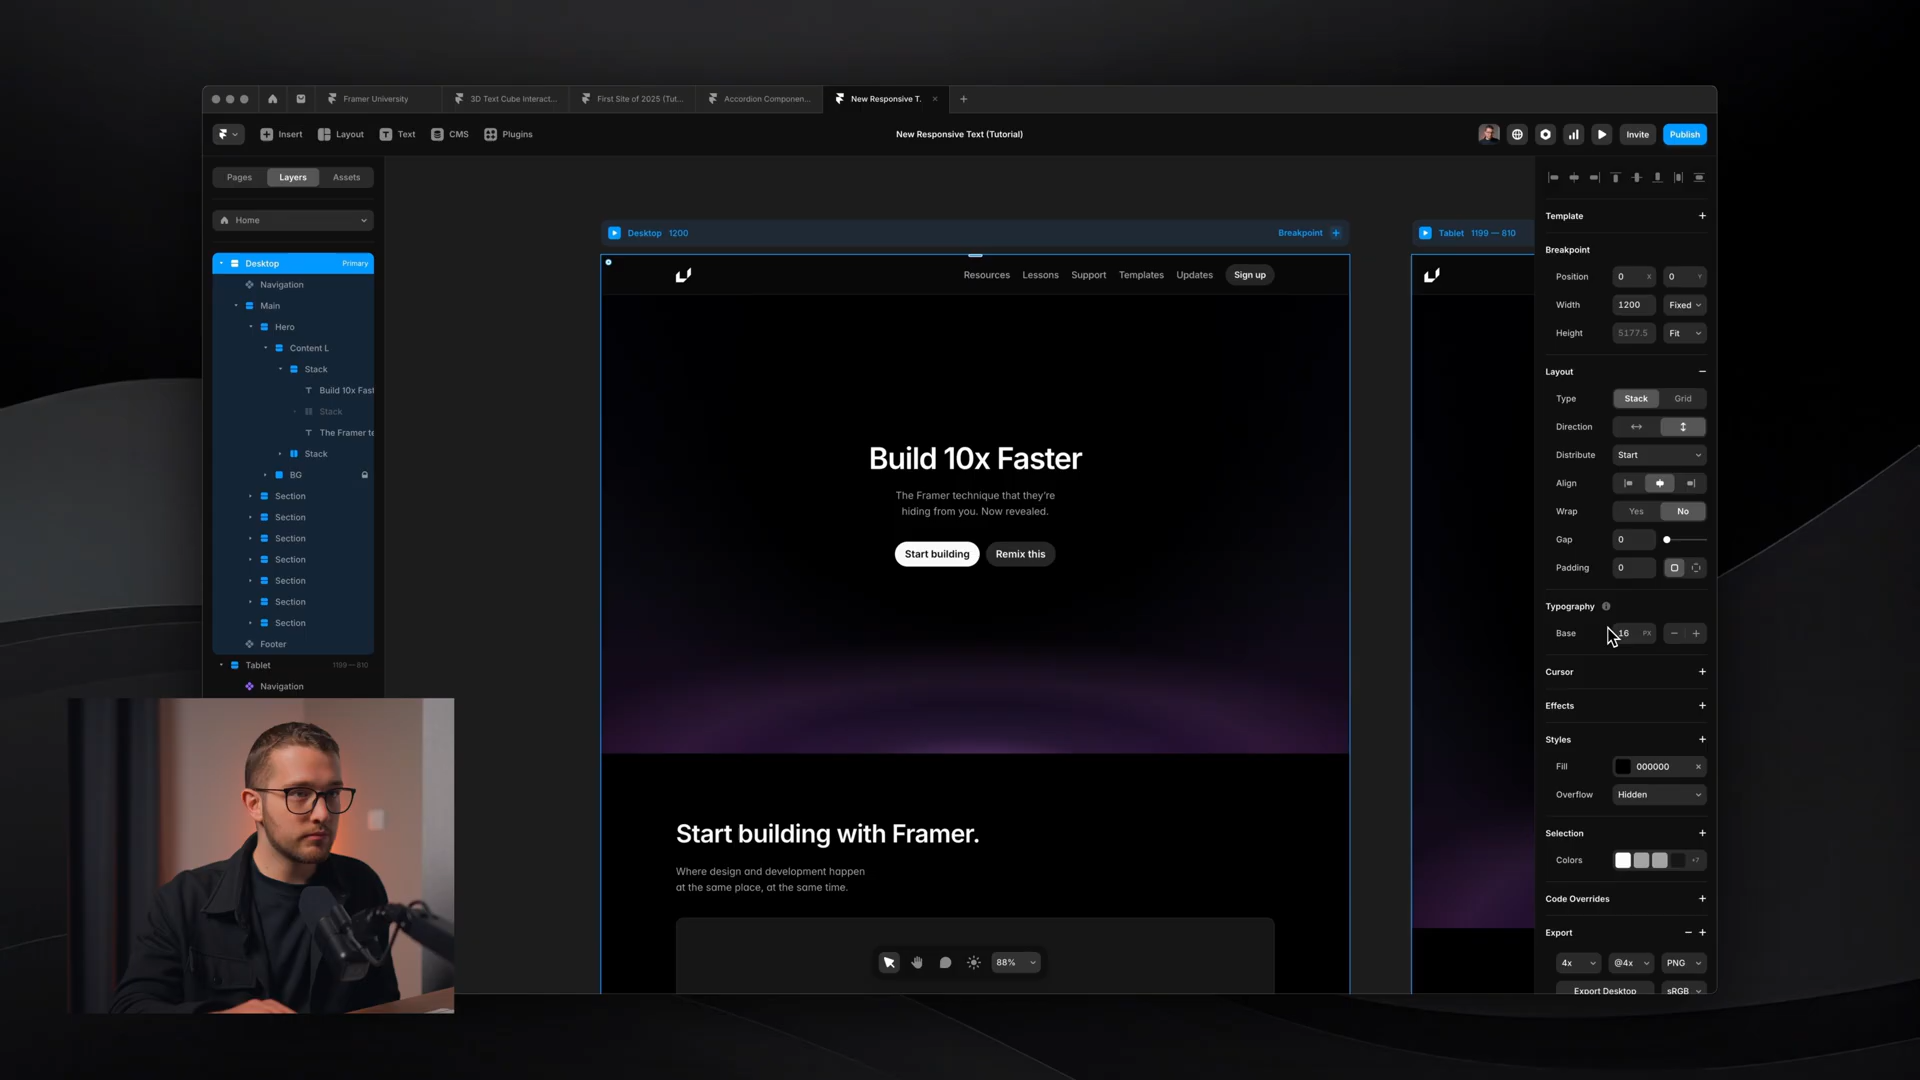 Framer University
3D Text Cube Interact...
First Site of 2025 (Tut...
Accordion Componen...
New Responsive T.
Insert
Layout
Text
CMS
Plugins
New Responsive Text (Tutorial)
Invite
Publish
Pages
Layers
Assets
Home
Desktop
Primary
Navigation
Main
Hero
Content L
Stack
Build 10x Fast
Stack
The Framer te
Stack
BG
Section
Section
Section
Section
Section
Section
Section
Footer
Tablet
1199 — 810
Navigation
Desktop 1200
Breakpoint
Tablet 1199 — 810
Resources
Lessons
Support
Templates
Updates
Sign up
Build 10x Faster
The Framer technique that they're
hiding from you. Now revealed.
Start building
Remix this
Start building with Framer.
Where design and development happen
at the same place, at the same time.
88%
Template
Breakpoint
Position 0 X 0 Y
Width 1200 Fixed
Height 5177.5 Fit
Layout
Type Stack Grid
Direction
Distribute Start
Align
Wrap Yes No
Gap 0
Padding 0
Typography
Base 16 PX
Cursor
Effects
Styles
Fill 000000
Overflow Hidden
Selection
Colors +7
Code Overrides
Export
4x @4x PNG
Export Desktop sRGB